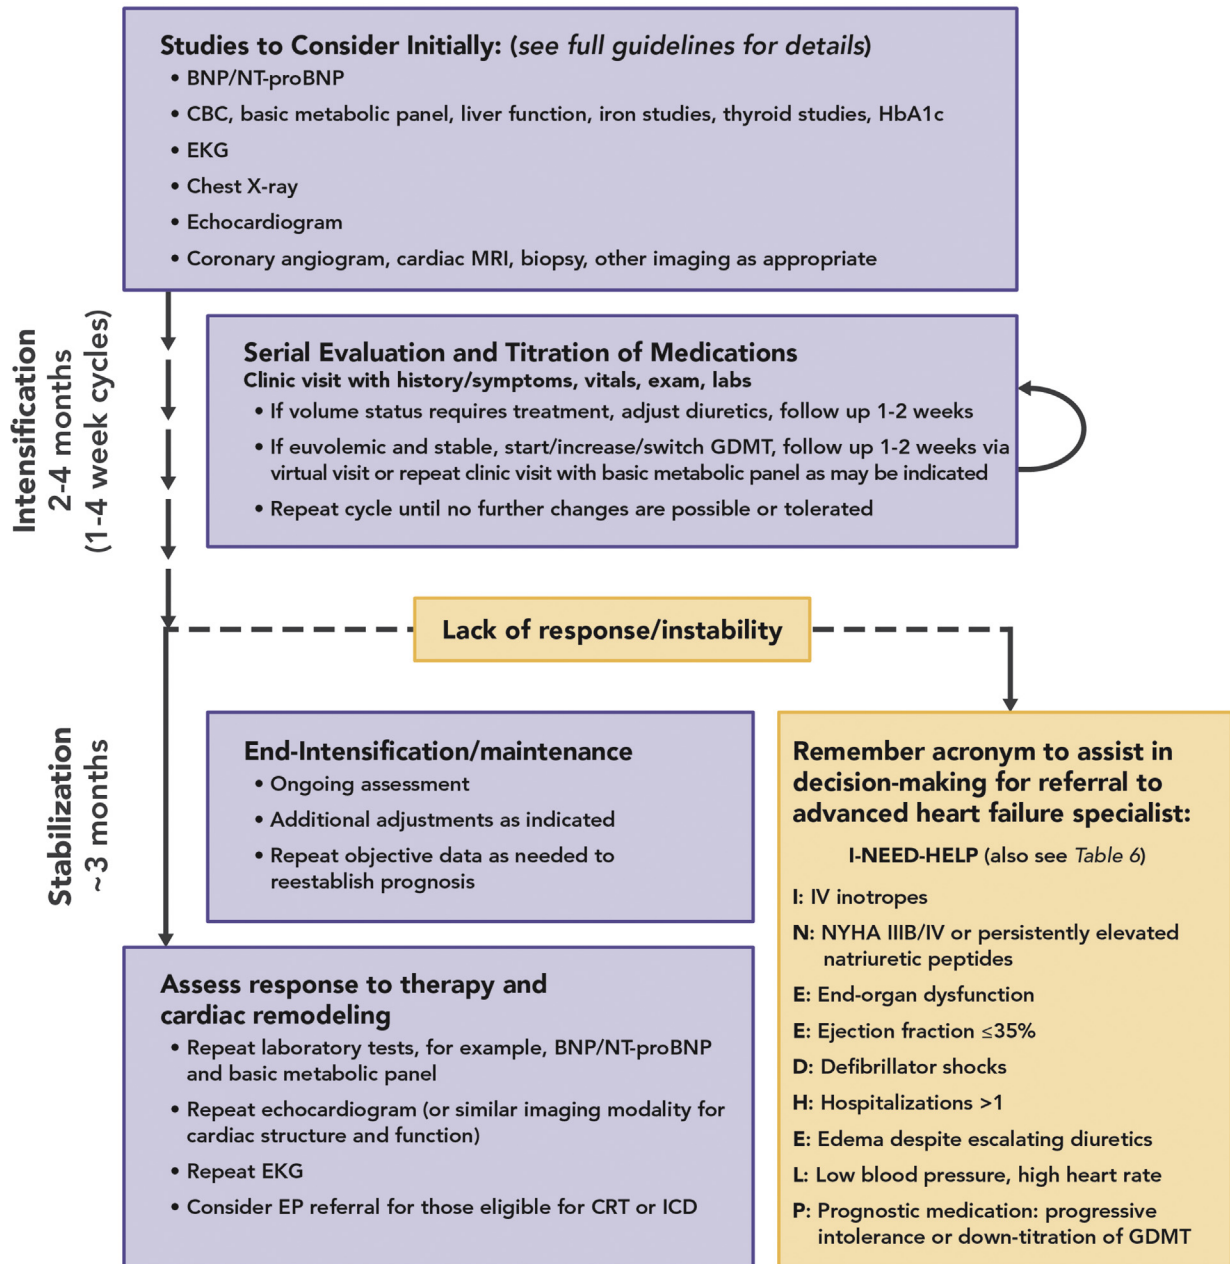 Studies to Consider Initially: (see full guidelines for details)
• BNP/NT-proBNP
• CBC, basic metabolic panel, liver function, iron studies, thyroid studies, HbA1c
• EKG
• Chest X-ray
• Echocardiogram
• Coronary angiogram, cardiac MRI, biopsy, other imaging as appropriate
Intensification
2-4 months
(1-4 week cycles)
Serial Evaluation and Titration of Medications
Clinic visit with history/symptoms, vitals, exam, labs
• If volume status requires treatment, adjust diuretics, follow up 1-2 weeks
• If euvolemic and stable, start/increase/switch GDMT, follow up 1-2 weeks via
virtual visit or repeat clinic visit with basic metabolic panel as may be indicated
• Repeat cycle until no further changes are possible or tolerated
Lack of response/instability
Stabilization
~3 months
End-Intensification/maintenance
• Ongoing assessment
• Additional adjustments as indicated
• Repeat objective data as needed to
reestablish prognosis
Assess response to therapy and
cardiac remodeling
• Repeat laboratory tests, for example, BNP/NT-proBNP
and basic metabolic panel
• Repeat echocardiogram (or similar imaging modality for
cardiac structure and function)
• Repeat EKG
• Consider EP referral for those eligible for CRT or ICD
Remember acronym to assist in
decision-making for referral to
advanced heart failure specialist:
I-NEED-HELP (also see Table 6)
I: IV inotropes
N: NYHA IIIB/IV or persistently elevated
natriuretic peptides
E: End-organ dysfunction
E: Ejection fraction ≤35%
D: Defibrillator shocks
H: Hospitalizations >1
E: Edema despite escalating diuretics
L: Low blood pressure, high heart rate
P: Prognostic medication: progressive
intolerance or down-titration of GDMT